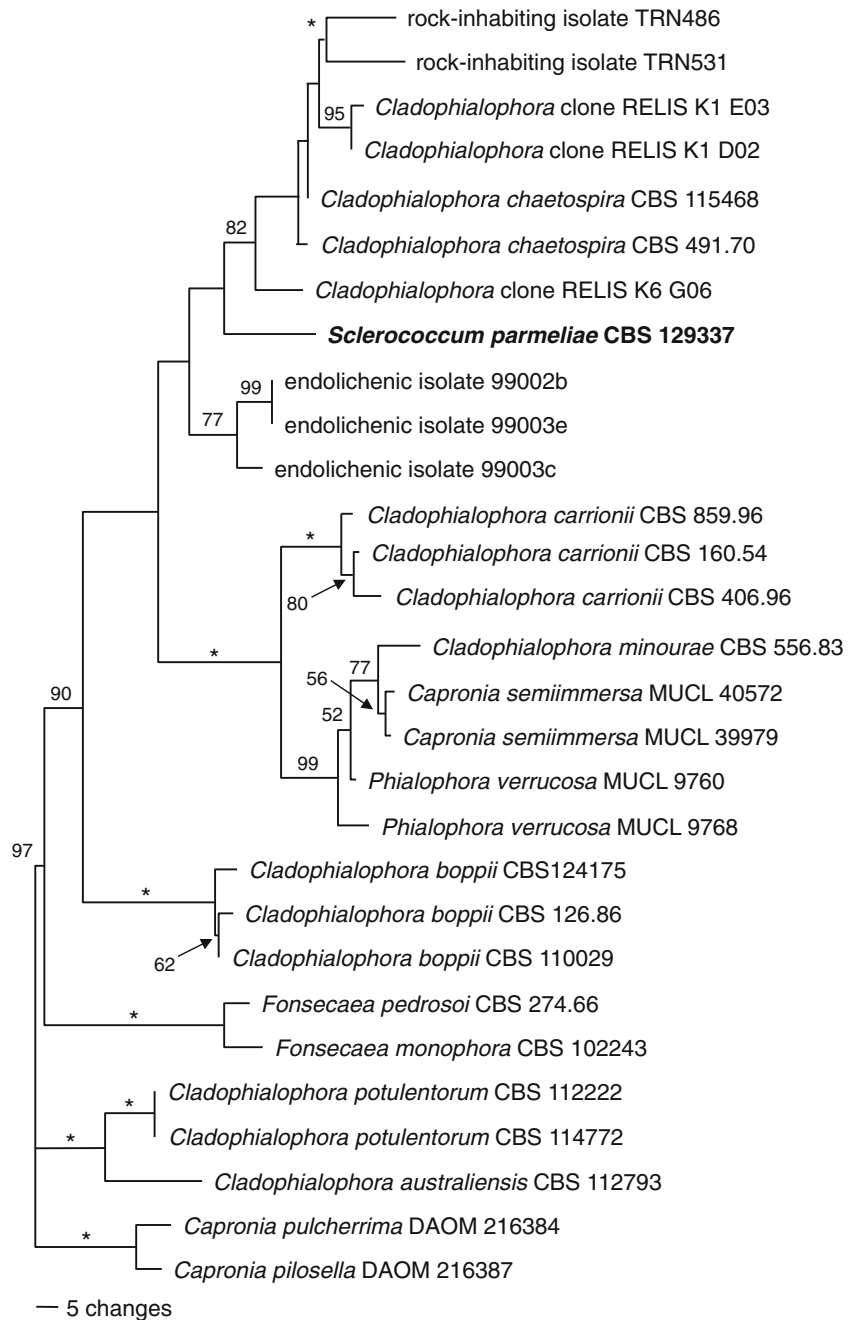 *
rock-inhabiting isolate TRN486
rock-inhabiting isolate TRN531
95
Cladophialophora clone RELIS K1 E03
Cladophialophora clone RELIS K1 D02
Cladophialophora chaetospira CBS 115468
82
Cladophialophora chaetospira CBS 491.70
Cladophialophora clone RELIS K6 G06
Sclerococcum parmeliae CBS 129337
99
endolichenic isolate 99002b
77
endolichenic isolate 99003e
endolichenic isolate 99003c
*
Cladophialophora carrionii CBS 859.96
Cladophialophora carrionii CBS 160.54
80
Cladophialophora carrionii CBS 406.96
*
Cladophialophora minourae CBS 556.83
77
56
Capronia semiimmersa MUCL 40572
52
Capronia semiimmersa MUCL 39979
99
Phialophora verrucosa MUCL 9760
Phialophora verrucosa MUCL 9768
90
97
Cladophialophora boppii CBS124175
*
Cladophialophora boppii CBS 126.86
62
Cladophialophora boppii CBS 110029
Fonsecaea pedrosoi CBS 274.66
*
Fonsecaea monophora CBS 102243
*
Cladophialophora potulentorum CBS 112222
*
Cladophialophora potulentorum CBS 114772
Cladophialophora australiensis CBS 112793
*
Capronia pulcherrima DAOM 216384
Capronia pilosella DAOM 216387
5 changes